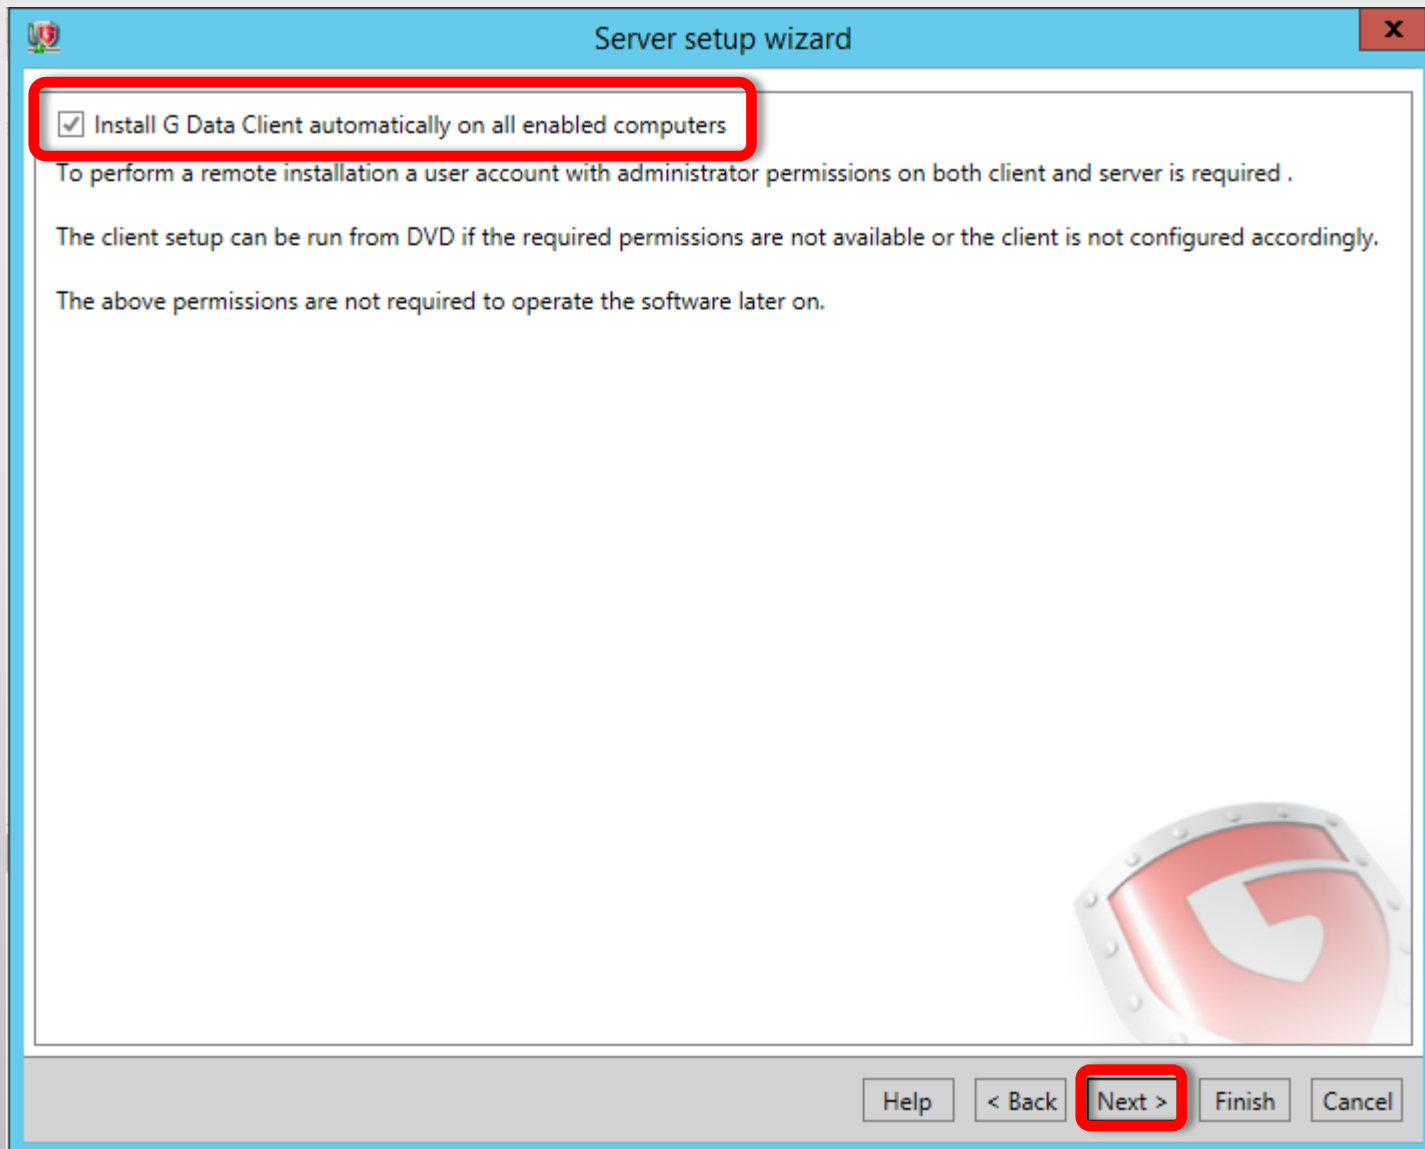 Server setup wizard
x
Install G Data Client automatically on all enabled computers
To perform a remote installation a user account with administrator permissions on both client and server is required .
The client setup can be run from DVD if the required permissions are not available or the client is not configured accordingly.
The above permissions are not required to operate the software later on.
Help < Back Next > Finish Cancel